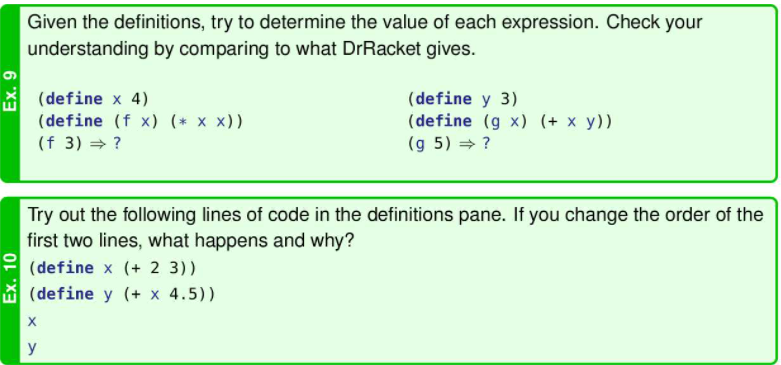 Ex. 9
Given the definitions, try to determine the value of each expression. Check your
understanding by comparing to what DrRacket gives.
(define x 4)
(define (f x) (* x x))
(f 3) ⇒ ?
(define y 3)
(define (g x) (+ x y))
(g 5) ⇒ ?
Ex. 10
Try out the following lines of code in the definitions pane. If you change the order of the
first two lines, what happens and why?
(define x (+ 2 3))
(define y (+ x 4.5))
x
y